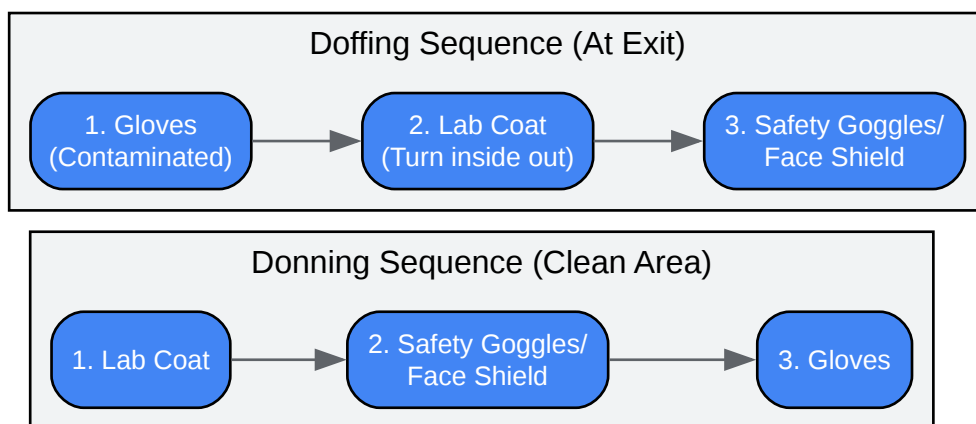 Doffing Sequence (At Exit)
1. Gloves
(Contaminated)
2. Lab Coat
(Turn inside out)
3. Safety Goggles/
Face Shield
Donning Sequence (Clean Area)
1. Lab Coat
2. Safety Goggles/
Face Shield
3. Gloves